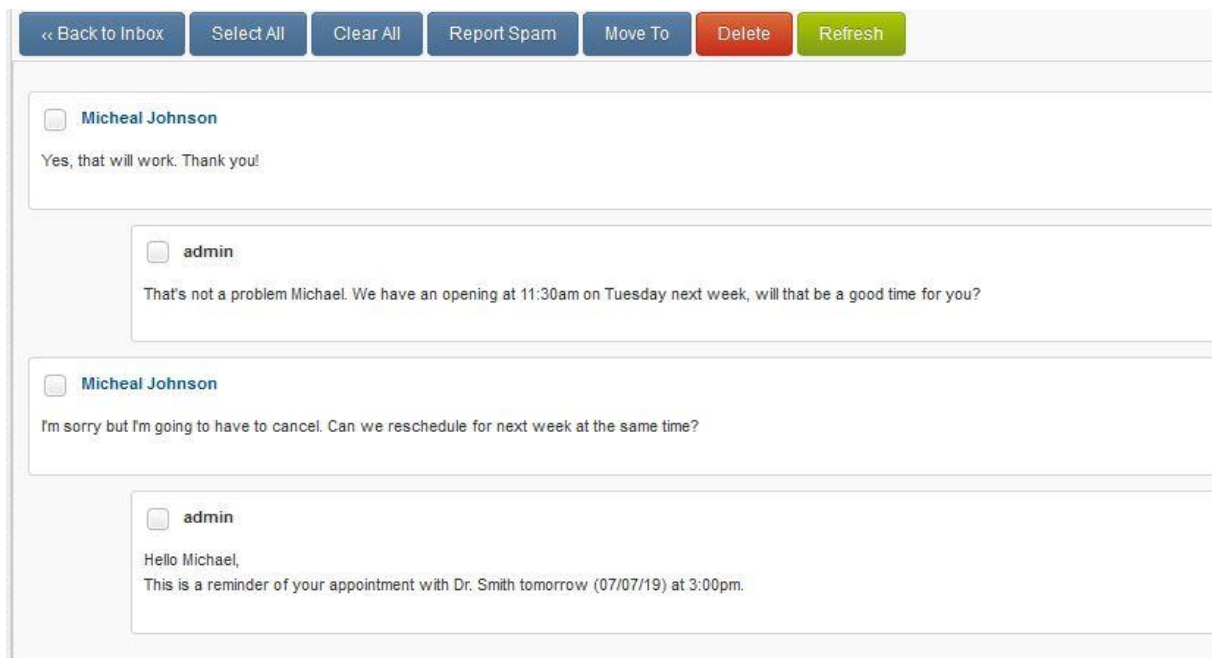 ‹‹ Back to Inbox Select All Clear All Report Spam Move To Delete Refresh
Micheal Johnson
Yes, that will work. Thank you!
admin
That's not a problem Michael. We have an opening at 11:30am on Tuesday next week, will that be a good time for you?
Micheal Johnson
I'm sorry but I'm going to have to cancel. Can we reschedule for next week at the same time?
admin
Hello Michael,
This is a reminder of your appointment with Dr. Smith tomorrow (07/07/19) at 3:00pm.